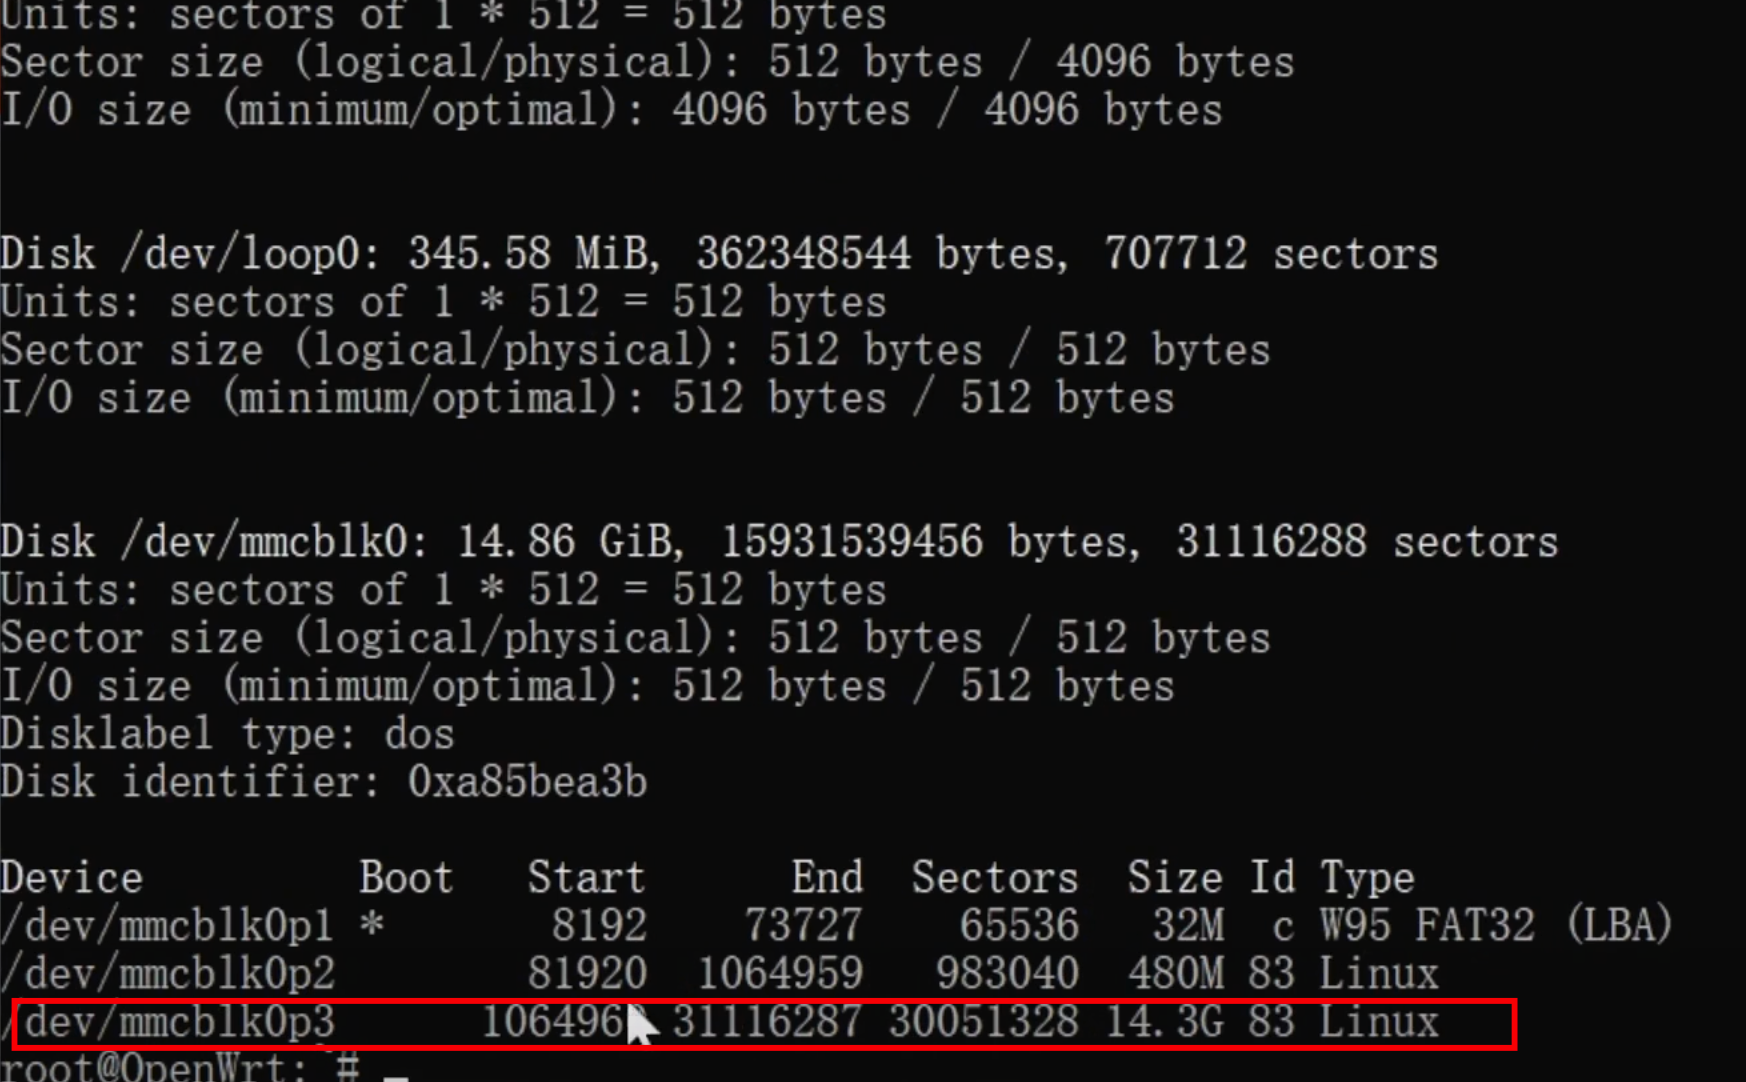 Units: sectors of 1 * 512 = 512 bytes
Sector size (logical/physical): 512 bytes / 4096 bytes
I/O size (minimum/optimal): 4096 bytes / 4096 bytes
Disk /dev/loop0: 345.58 MiB, 362348544 bytes, 707712 sectors
Units: sectors of 1 * 512 = 512 bytes
Sector size (logical/physical): 512 bytes / 512 bytes
I/O size (minimum/optimal): 512 bytes / 512 bytes
Disk /dev/mmcblk0: 14.86 GiB, 15931539456 bytes, 31116288 sectors
Units: sectors of 1 * 512 = 512 bytes
Sector size (logical/physical): 512 bytes / 512 bytes
I/O size (minimum/optimal): 512 bytes / 512 bytes
Disklabel type: dos
Disk identifier: 0xa85bea3b
Device Boot Start End Sectors Size Id Type
/dev/mmcblk0p1 * 8192 73727 65536 32M c W95 FAT32 (LBA)
/dev/mmcblk0p2 81920 1064959 983040 480M 83 Linux
/dev/mmcblk0p3 31116287 30051328 14.3G 83 Linux
root@OpenWrt:~# _